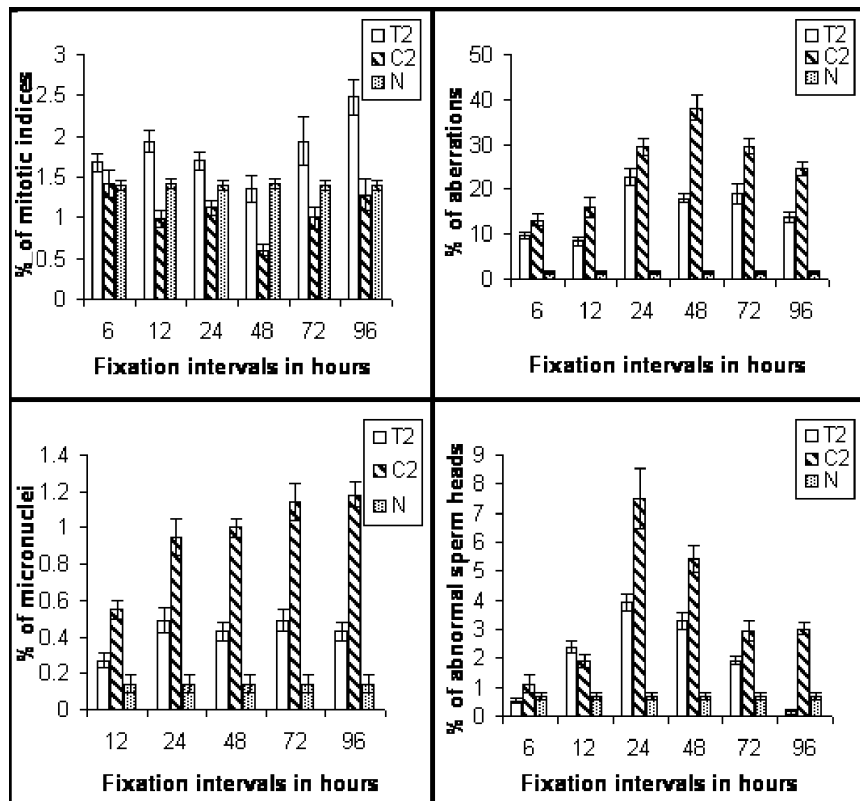 T2
C2
N
% of mitotic indices
3
2.5
2
1.5
1
0.5
0
6 12 24 48 72 96
Fixation intervals in hours
T2
C2
N
% of aberrations
50
40
30
20
10
0
6 12 24 48 72 96
Fixation intervals in hours
T2
C2
N
% of micronuclei
1.4
1.2
1
0.8
0.6
0.4
0.2
0
12 24 48 72 96
Fixation intervals in hours
T2
C2
N
% of abnormal sperm heads
9
8
7
6
5
4
3
2
1
0
6 12 24 48 72 96
Fixation intervals in hours